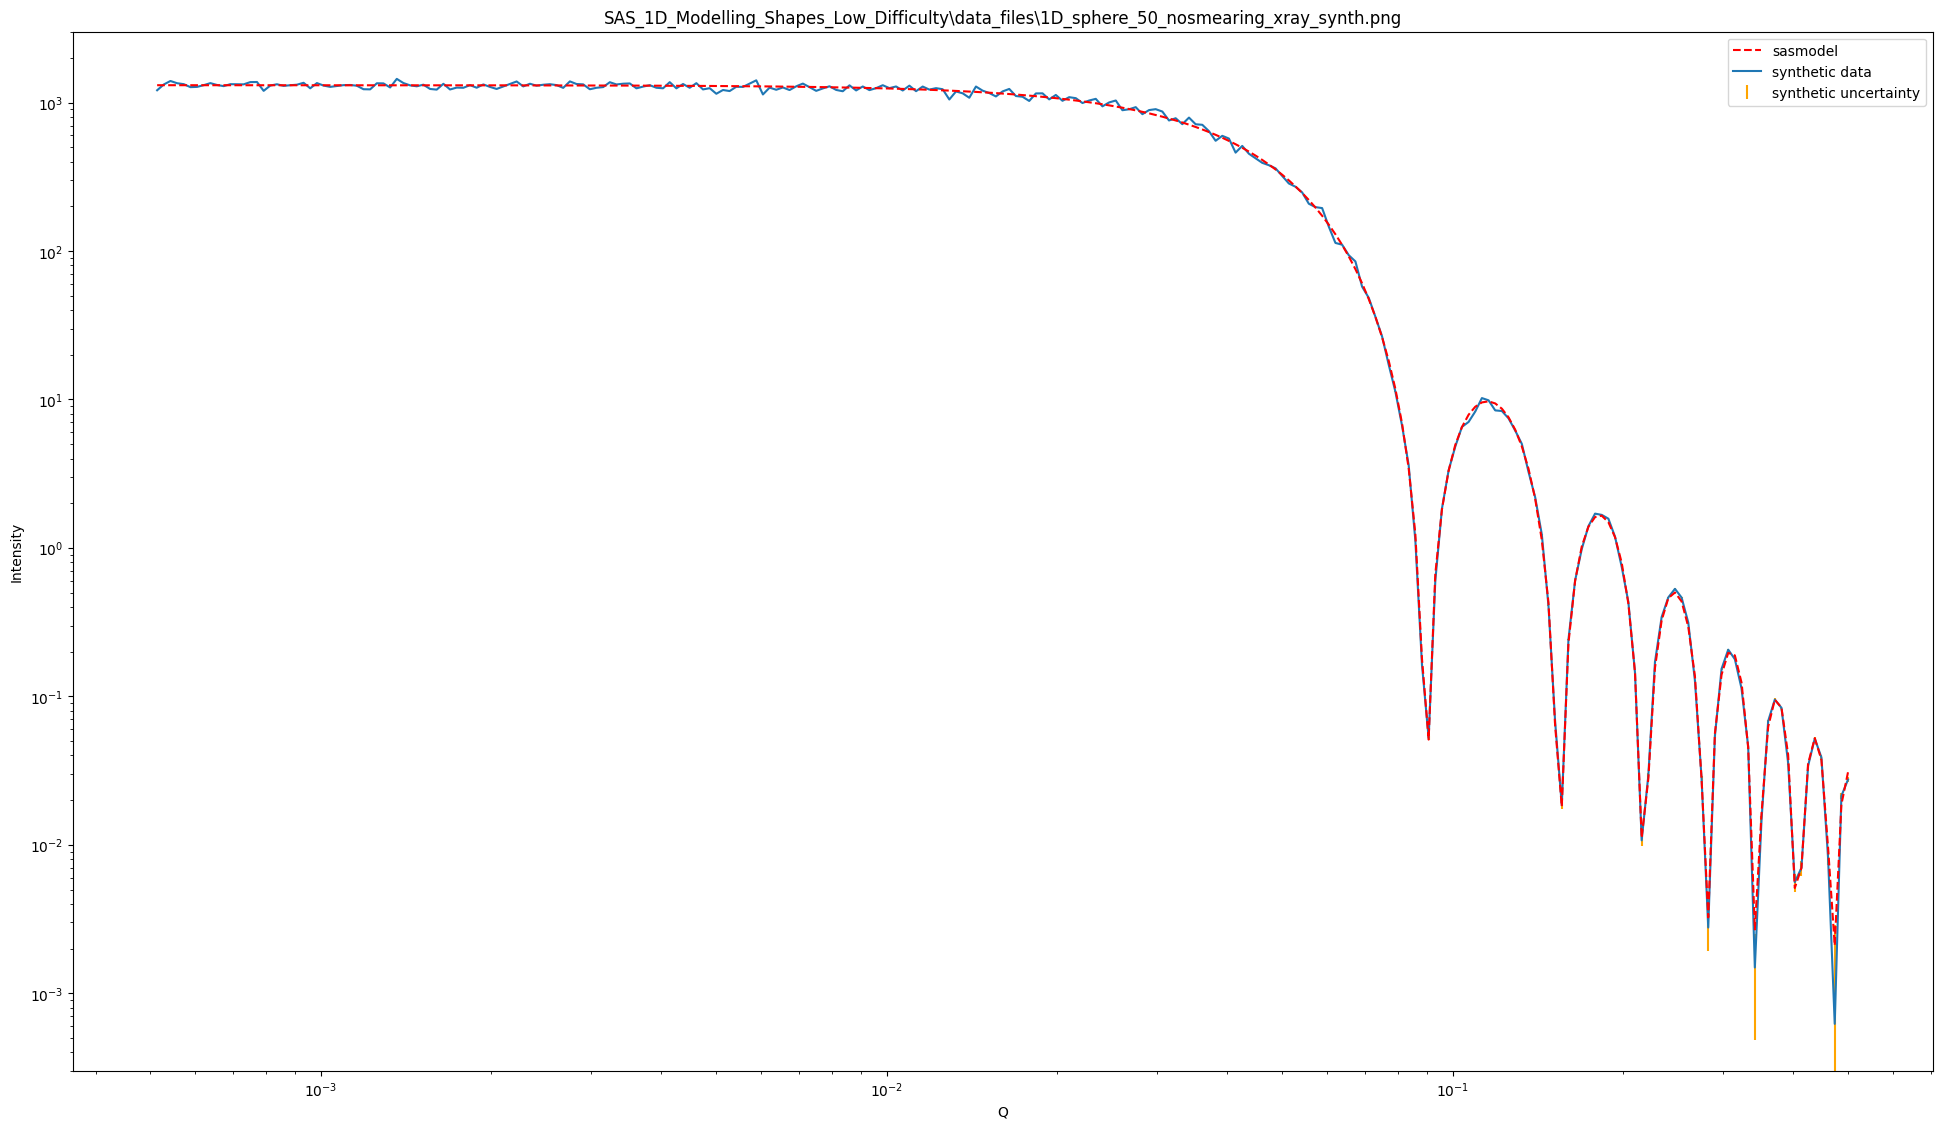 SAS_1D_Modelling_Shapes_Low_Difficulty\data_files\1D_sphere_50_nosmearing_xray_synth.png
sasmodel
synthetic data
synthetic uncertainty
Intensity
10³
10²
10¹
10⁰
10⁻¹
10⁻²
10⁻³
10⁻³
10⁻²
10⁻¹
Q